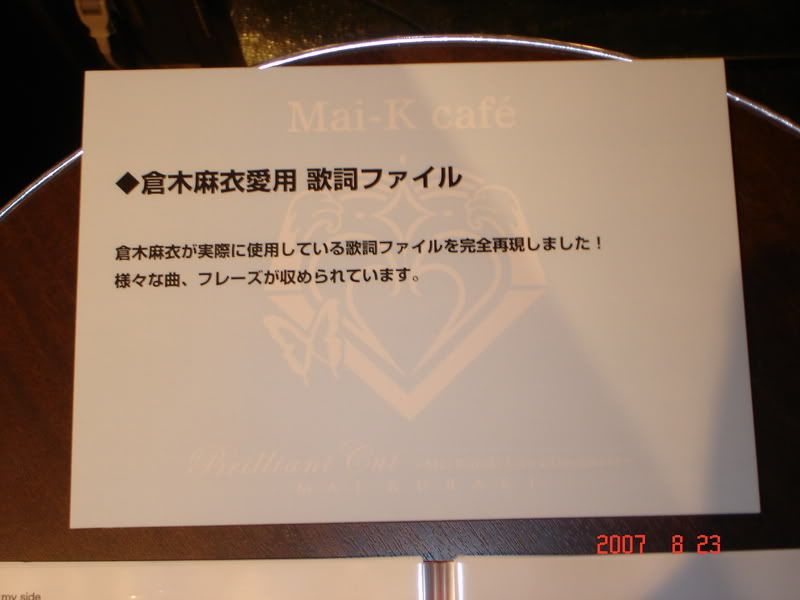 Mai-K café
◆倉木麻衣愛用 歌詞ファイル
倉木麻衣が実際に使用している歌詞ファイルを完全再現しました！
様々な曲、フレーズが収められています。
Brilliant Cut
MAI KURAKI
2007 8 23
my side